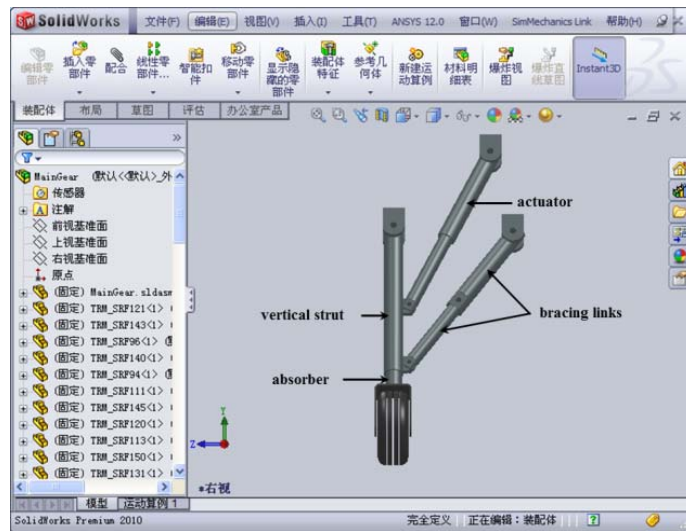 SolidWorks 文件(F) 编辑(E) 视图(V) 插入(I) 工具(T) ANSYS 12.0 窗口(W) SimMechanics Link 帮助(H)
编辑零部件 插入零部件 配合 线性零部件... 智能扣件 移动零部件 显示隐藏的零部件 装配体特征 参考几何体 新建运动算例 材料明细表 爆炸视图 爆炸直线草图 Instant3D
装配体 布局 草图 评估 办公室产品
MainGear (默认<<默认>_外
传感器
注解
前视基准面
上视基准面
右视基准面
原点
(固定) MainGear.sldasm
(固定) TRM_SRF121<1>
(固定) TRM_SRF143<1>
(固定) TRM_SRF96<1>
(固定) TRM_SRF140<1>
(固定) TRM_SRF94<1>
(固定) TRM_SRF111<1>
(固定) TRM_SRF145<1>
(固定) TRM_SRF120<1>
(固定) TRM_SRF113<1>
(固定) TRM_SRF150<1>
(固定) TRM_SRF131<1>
actuator
vertical strut
bracing links
absorber
Y
Z
*右视
模型 运动算例 1
SolidWorks Premium 2010 完全定义 正在编辑：装配体